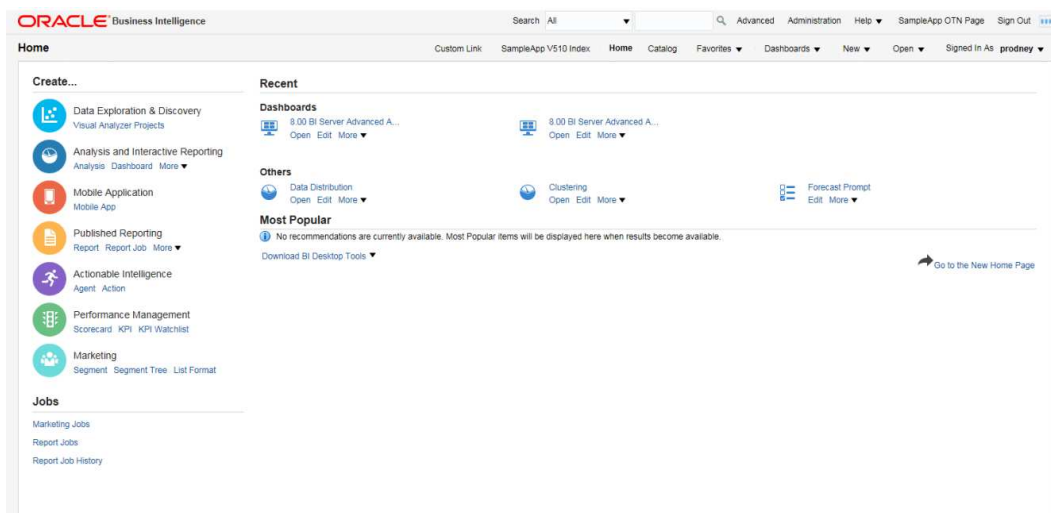 ORACLE Business Intelligence
Search All Advanced Administration Help SampleApp OTN Page Sign Out
Home
Custom Link SampleApp V510 Index Home Catalog Favorites Dashboards New Open Signed In As prodney
Create...
Data Exploration & Discovery
Visual Analyzer Projects
Analysis and Interactive Reporting
Analysis Dashboard More
Mobile Application
Mobile App
Published Reporting
Report Report Job More
Actionable Intelligence
Agent Action
Performance Management
Scorecard KPI KPI Watchlist
Marketing
Segment Segment Tree List Format
Jobs
Marketing Jobs
Report Jobs
Report Job History
Recent
Dashboards
8.00 BI Server Advanced A...
Open Edit More
8.00 BI Server Advanced A...
Open Edit More
Others
Data Distribution
Open Edit More
Clustering
Open Edit More
Forecast Prompt
Edit More
Most Popular
No recommendations are currently available. Most Popular items will be displayed here when results become available.
Download BI Desktop Tools
Go to the New Home Page